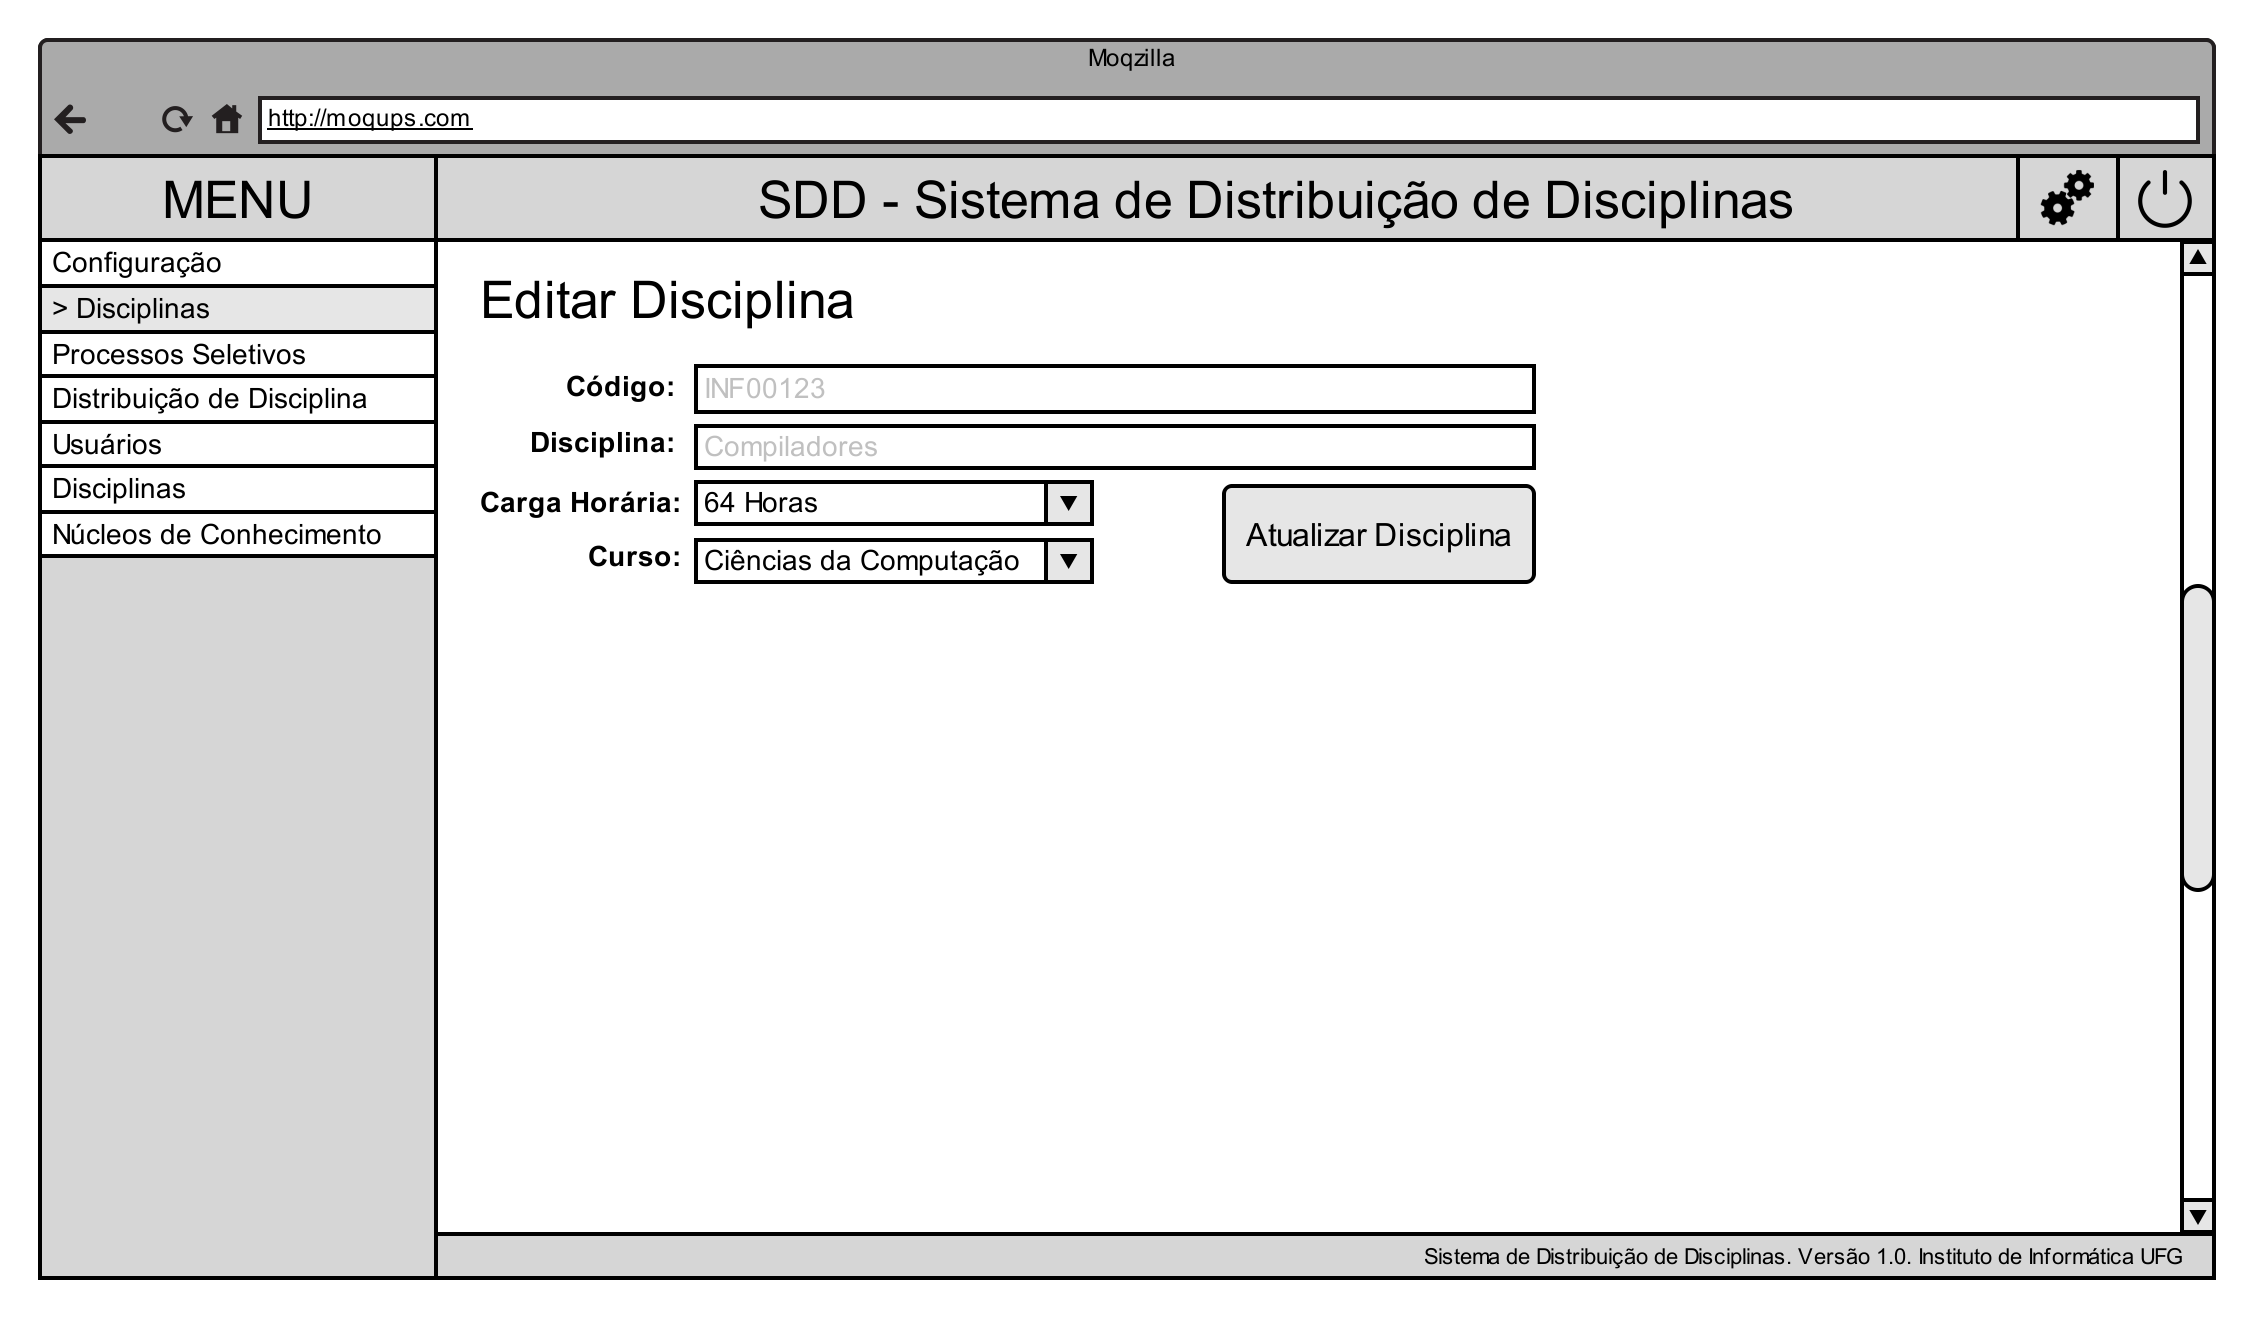 Moqzilla
http://moqups.com
MENU
SDD - Sistema de Distribuição de Disciplinas
Configuração
> Disciplinas
Processos Seletivos
Distribuição de Disciplina
Usuários
Disciplinas
Núcleos de Conhecimento
Editar Disciplina
Código: INF00123
Disciplina: Compiladores
Carga Horária: 64 Horas
Curso: Ciências da Computação
Atualizar Disciplina
Sistema de Distribuição de Disciplinas. Versão 1.0. Instituto de Informática UFG